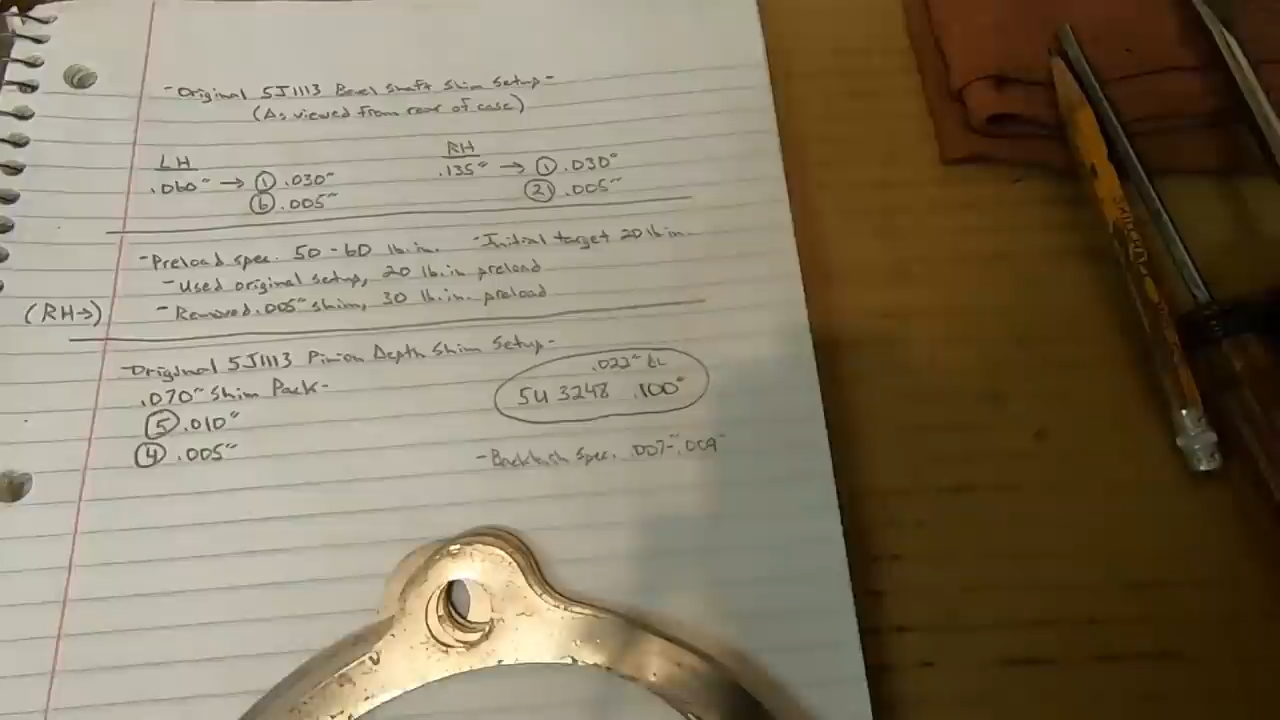 -Original 5J1113 Bevel Shaft Shim Setup-
(As viewed from rear of case)
LH
.060" → ① .030"
⑥ .005"
RH
.135" → ① .030"
㉑ .005"
-Preload spec. 50-60 lb.in. -Initial target 20 lb.in.
-Used original setup, 20 lb.in preload
(RH→) -Removed .005" shim, 30 lb.in. preload
Original 5J1113 Pinion Depth Shim Setup-
.070" Shim Pack-
⑤ .010"
④ .005"
.023" BL
5U 3248 .100"
-Backlash Spec. .007"-.009"